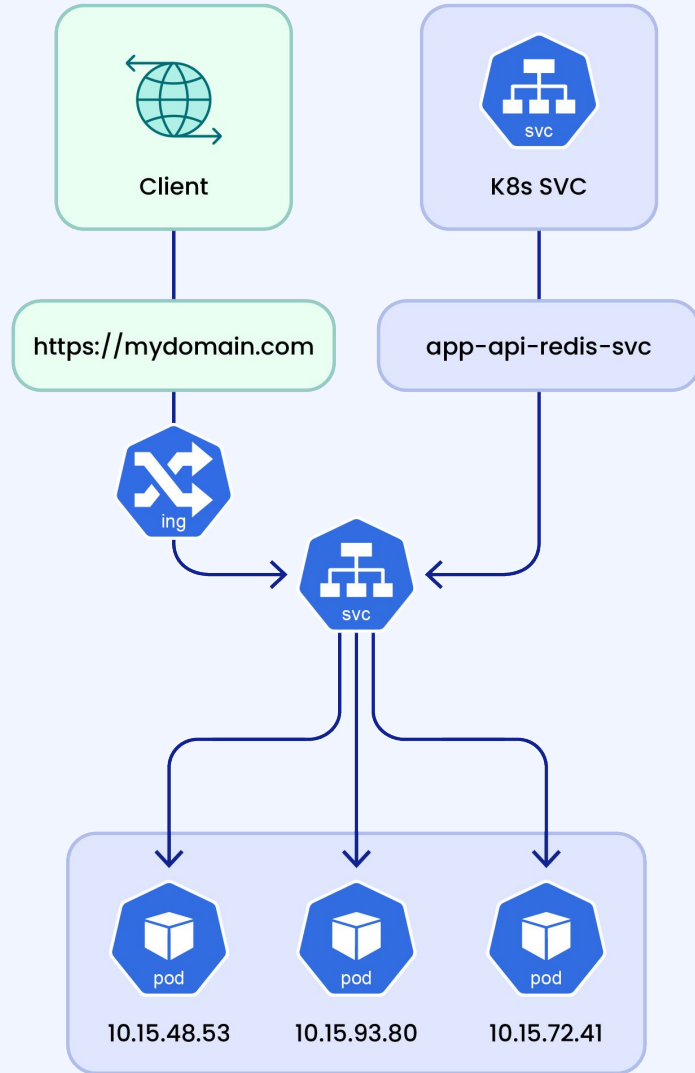 svc
Client
K8s SVC
https://mydomain.com
app-api-redis-svc
ing
svc
pod
pod
pod
10.15.48.53
10.15.93.80
10.15.72.41